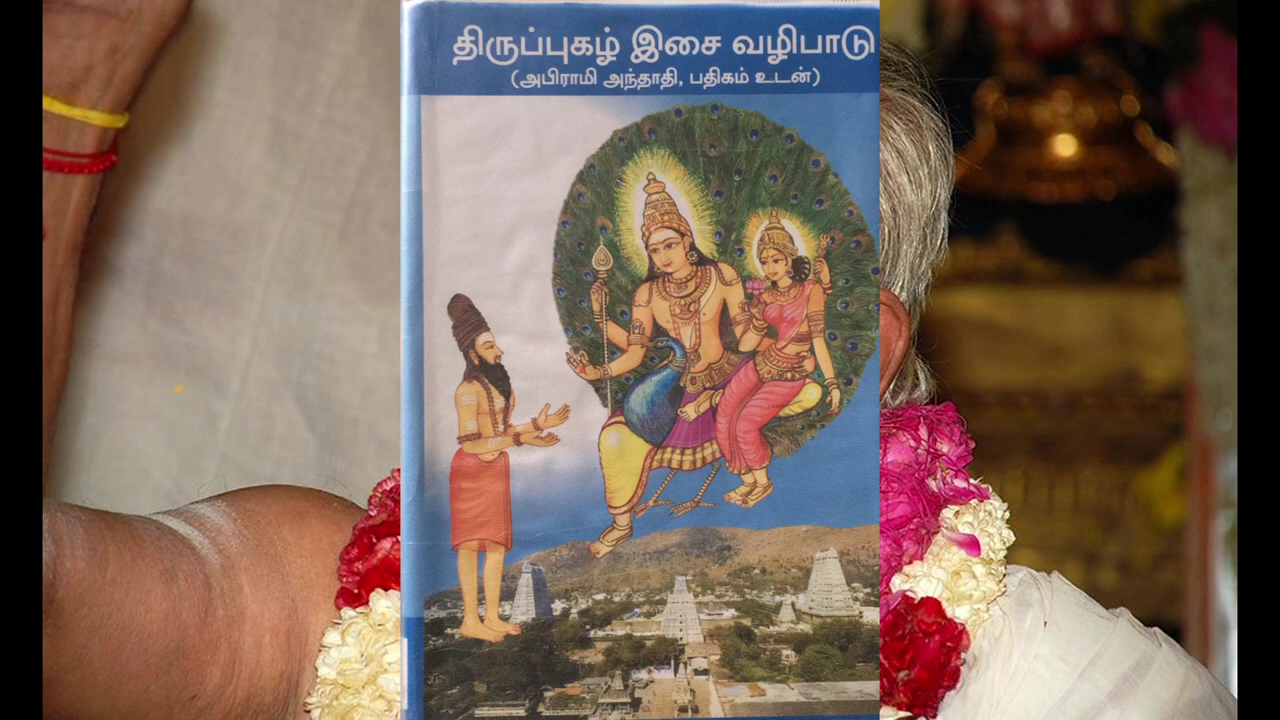 திருப்புகழ் இசை வழிபாடு
(அபிராமி அந்தாதி, பதிகம் உடன்)